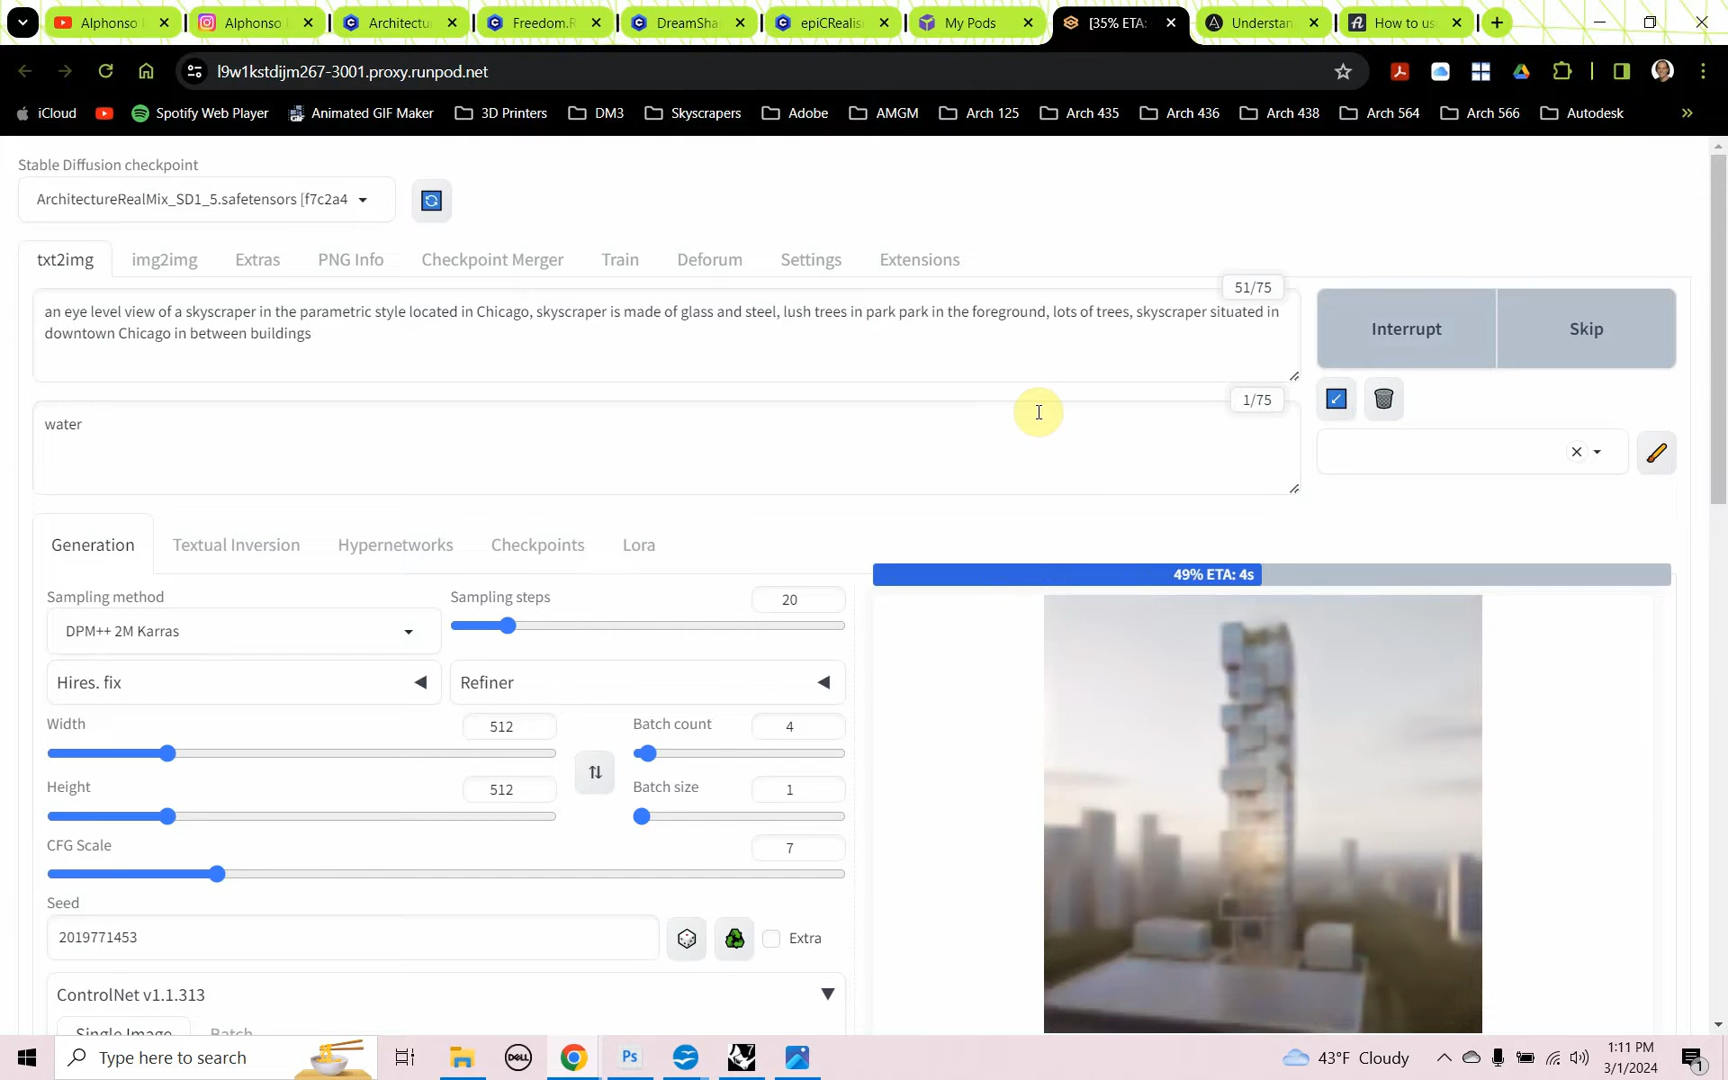 Alphonso
Alphonso
Architectu
Freedom.R
DreamSha
epiCRealis
My Pods
[35% ETA:
Understan
How to us
l9w1kstdijm267-3001.proxy.runpod.net
iCloud
Spotify Web Player
Animated GIF Maker
3D Printers
DM3
Skyscrapers
Adobe
AMGM
Arch 125
Arch 435
Arch 436
Arch 438
Arch 564
Arch 566
Autodesk
Stable Diffusion checkpoint
ArchitectureRealMix_SD1_5.safetensors [f7c2a4
txt2img
img2img
Extras
PNG Info
Checkpoint Merger
Train
Deforum
Settings
Extensions
51/75
an eye level view of a skyscraper in the parametric style located in Chicago, skyscraper is made of glass and steel, lush trees in park park in the foreground, lots of trees, skyscraper situated in
downtown Chicago in between buildings
Interrupt
Skip
1/75
water
Generation
Textual Inversion
Hypernetworks
Checkpoints
Lora
49% ETA: 4s
Sampling method
DPM++ 2M Karras
Sampling steps
20
Hires. fix
Refiner
Width
512
Batch count
4
Height
512
Batch size
1
CFG Scale
7
Seed
2019771453
Extra
ControlNet v1.1.313
Single Image
Batch
Type here to search
DELL
Ps
7
43°F Cloudy
1:11 PM
3/1/2024
1